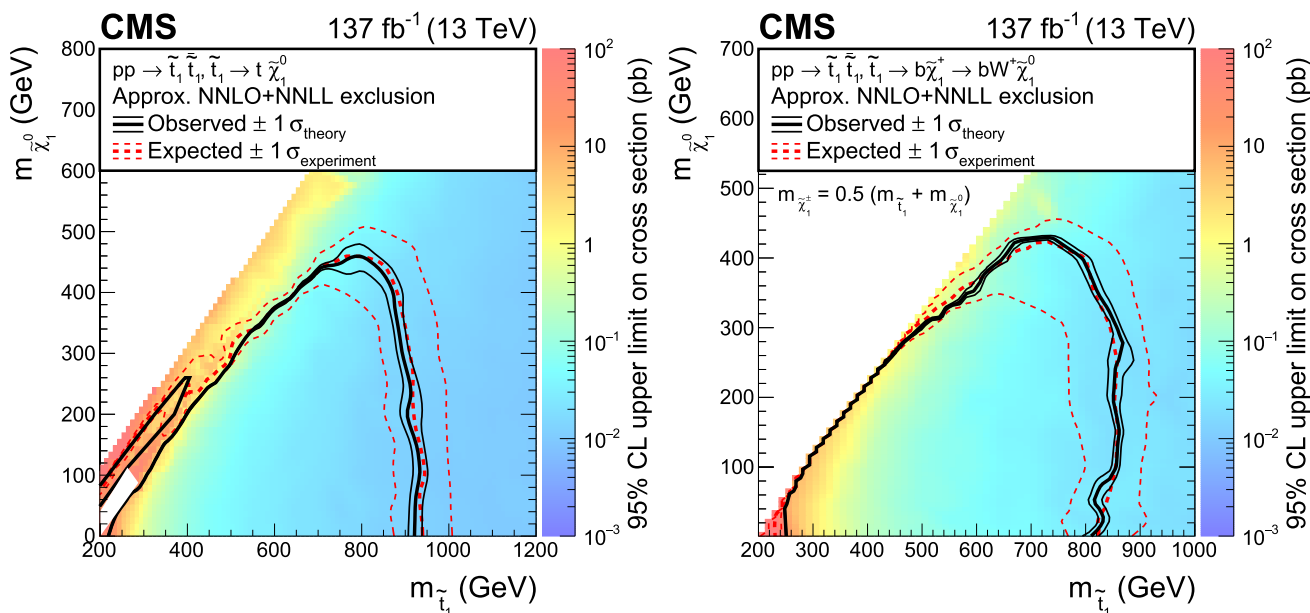 CMS 137 fb⁻¹ (13 TeV)
pp → t̃₁ t̃̄₁, t̃₁ → t χ̃₁⁰
Approx. NNLO+NNLL exclusion
Observed ± 1 σ_theory
Expected ± 1 σ_experiment
m_χ̃₁⁰ (GeV)
800
700
600
500
400
300
200
100
0
200 400 600 800 1000 1200
m_t̃₁ (GeV)
10²
10
1
10⁻¹
10⁻²
10⁻³
95% CL upper limit on cross section (pb)
CMS 137 fb⁻¹ (13 TeV)
pp → t̃₁ t̃̄₁, t̃₁ → bχ̃₁⁺ → bW⁺χ̃₁⁰
Approx. NNLO+NNLL exclusion
Observed ± 1 σ_theory
Expected ± 1 σ_experiment
m_χ̃₁± = 0.5 (m_t̃₁ + m_χ̃₁⁰)
m_χ̃₁⁰ (GeV)
700
600
500
400
300
200
100
200 300 400 500 600 700 800 900 1000
m_t̃₁ (GeV)
10²
10
1
10⁻¹
10⁻²
10⁻³
95% CL upper limit on cross section (pb)